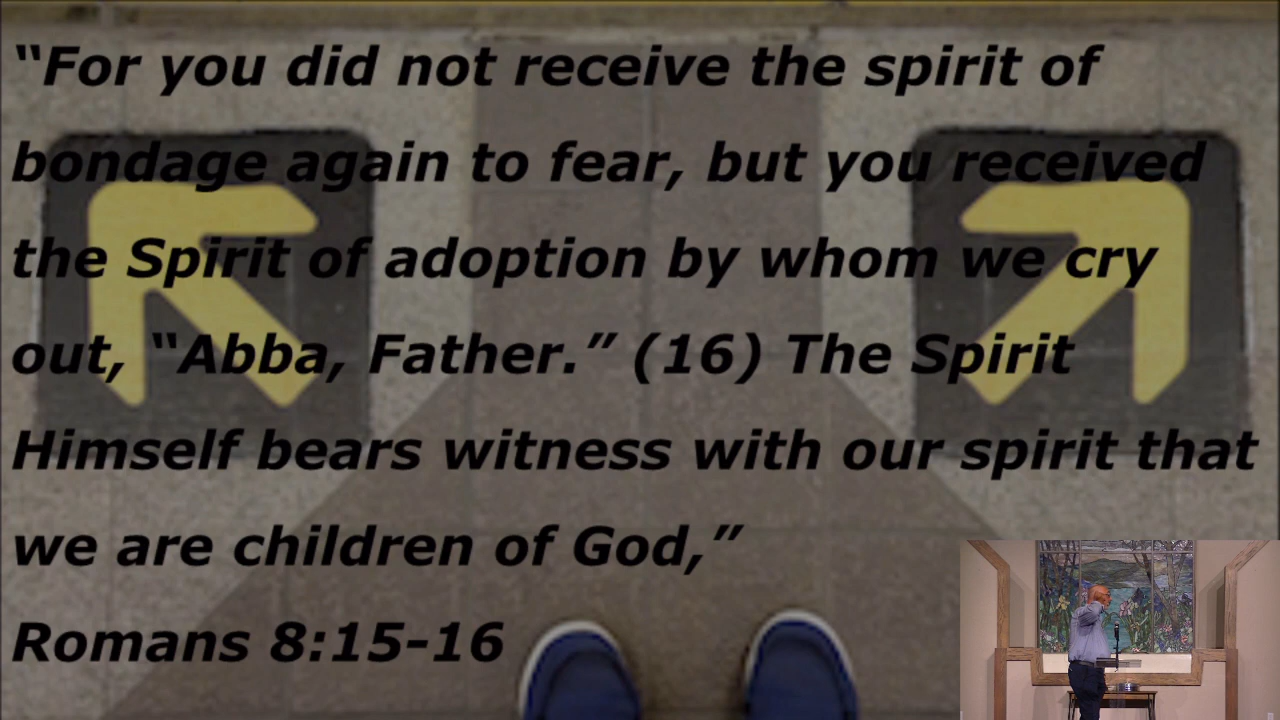 “For you did not receive the spirit of
bondage again to fear, but you received
the Spirit of adoption by whom we cry
out, “Abba, Father.” (16) The Spirit
Himself bears witness with our spirit that
we are children of God,”
Romans 8:15-16